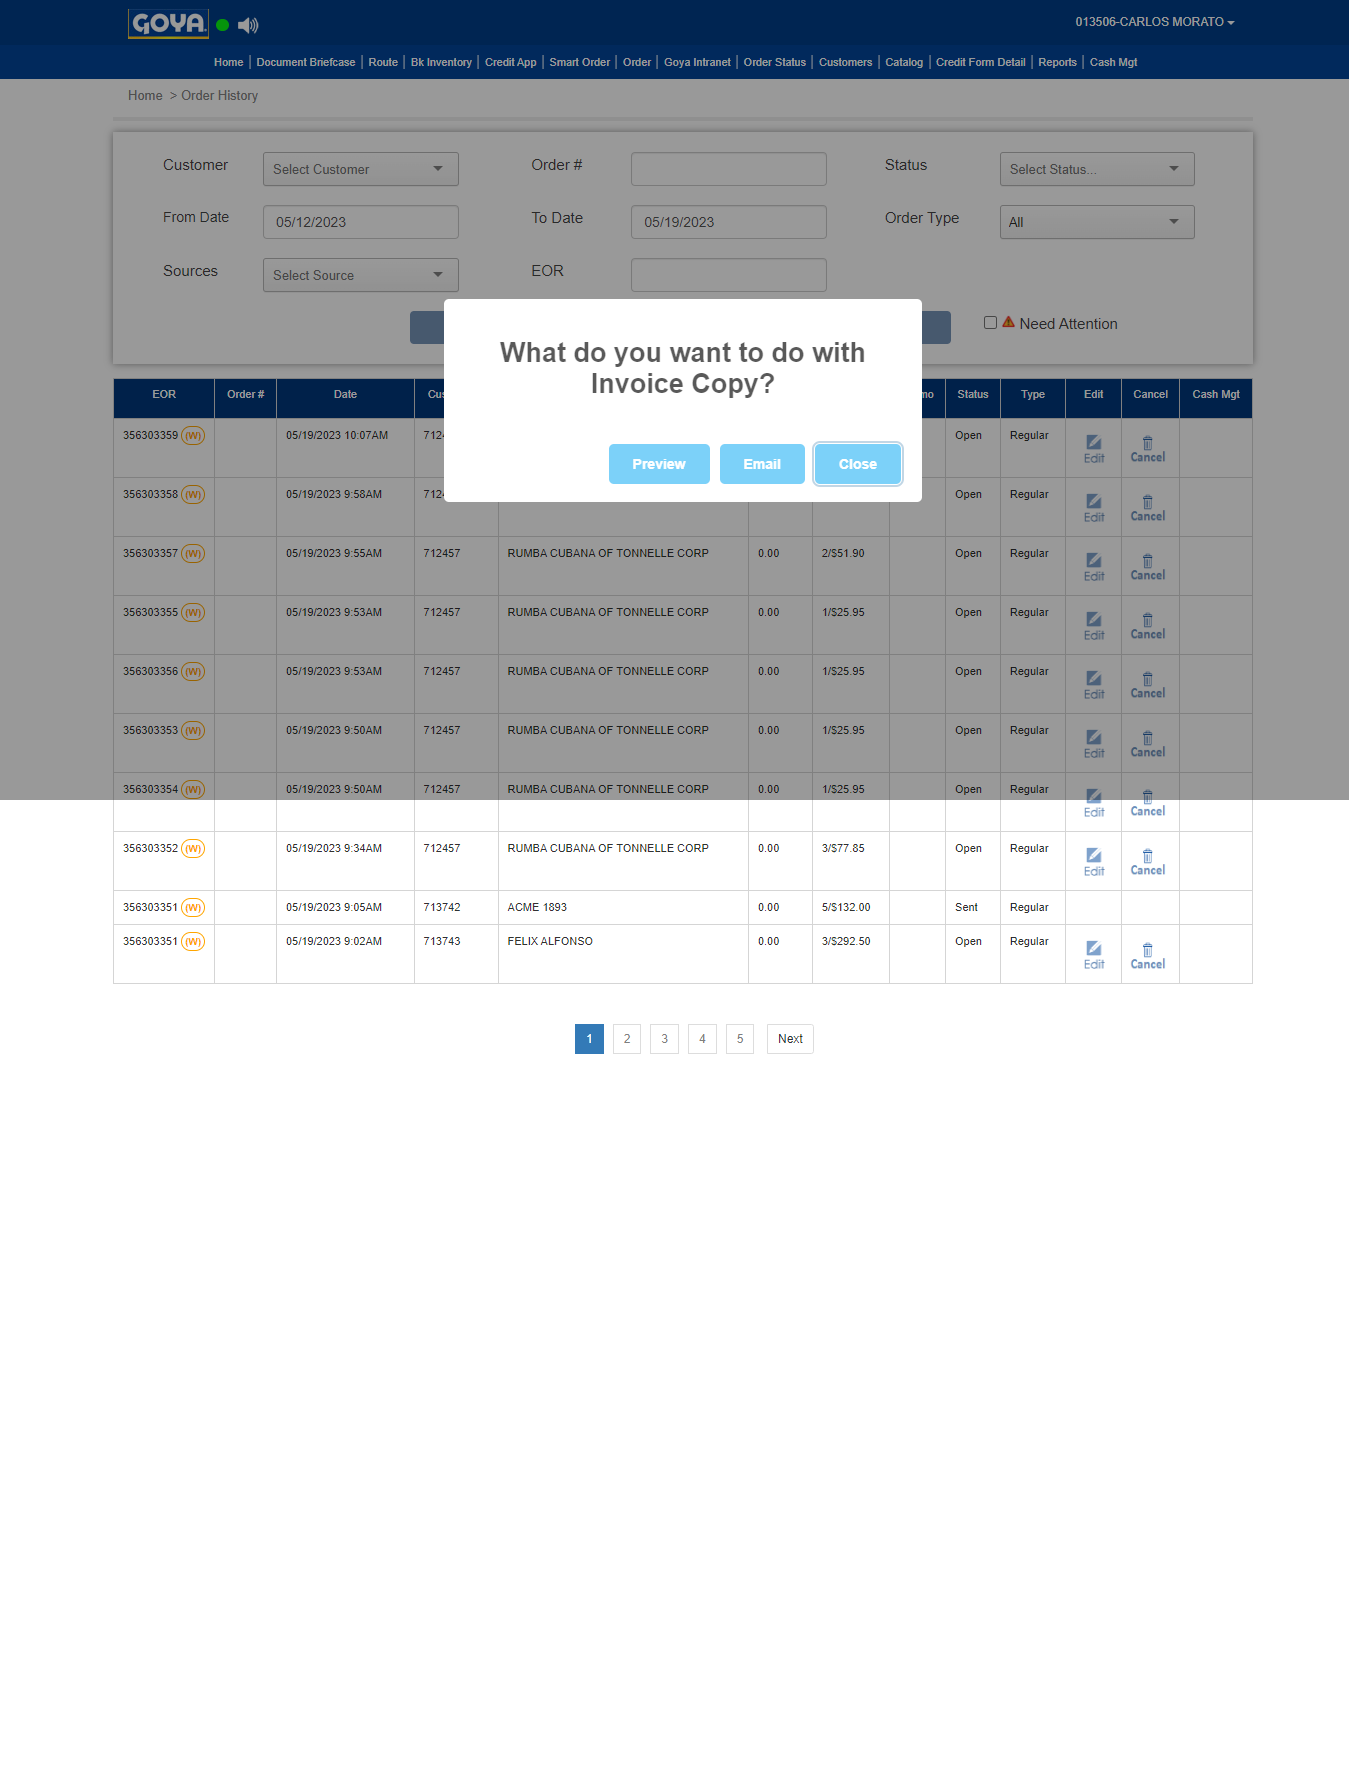 GOYA
013506-CARLOS MORATO
Home | Document Briefcase | Route | Bk Inventory | Credit App | Smart Order | Order | Goya Intranet | Order Status | Customers | Catalog | Credit Form Detail | Reports | Cash Mgt
Home > Order History
Customer Select Customer Order # Status Select Status...
From Date 05/12/2023 To Date 05/19/2023 Order Type All
Sources Select Source EOR
Need Attention
What do you want to do with
Invoice Copy?
Preview Email Close
EOR Order # Date Status Type Edit Cancel Cash Mgt
356303359 (W) 05/19/2023 10:07AM Open Regular Edit Cancel
356303358 (W) 05/19/2023 9:58AM Open Regular Edit Cancel
356303357 (W) 05/19/2023 9:55AM 712457 RUMBA CUBANA OF TONNELLE CORP 0.00 2/$51.90 Open Regular Edit Cancel
356303355 (W) 05/19/2023 9:53AM 712457 RUMBA CUBANA OF TONNELLE CORP 0.00 1/$25.95 Open Regular Edit Cancel
356303356 (W) 05/19/2023 9:53AM 712457 RUMBA CUBANA OF TONNELLE CORP 0.00 1/$25.95 Open Regular Edit Cancel
356303353 (W) 05/19/2023 9:50AM 712457 RUMBA CUBANA OF TONNELLE CORP 0.00 1/$25.95 Open Regular Edit Cancel
356303354 (W) 05/19/2023 9:50AM 712457 RUMBA CUBANA OF TONNELLE CORP 0.00 1/$25.95 Open Regular Edit Cancel
356303352 (W) 05/19/2023 9:34AM 712457 RUMBA CUBANA OF TONNELLE CORP 0.00 3/$77.85 Open Regular Edit Cancel
356303351 (W) 05/19/2023 9:05AM 713742 ACME 1893 0.00 5/$132.00 Sent Regular
356303351 (W) 05/19/2023 9:02AM 713743 FELIX ALFONSO 0.00 3/$292.50 Open Regular Edit Cancel
1 2 3 4 5 Next